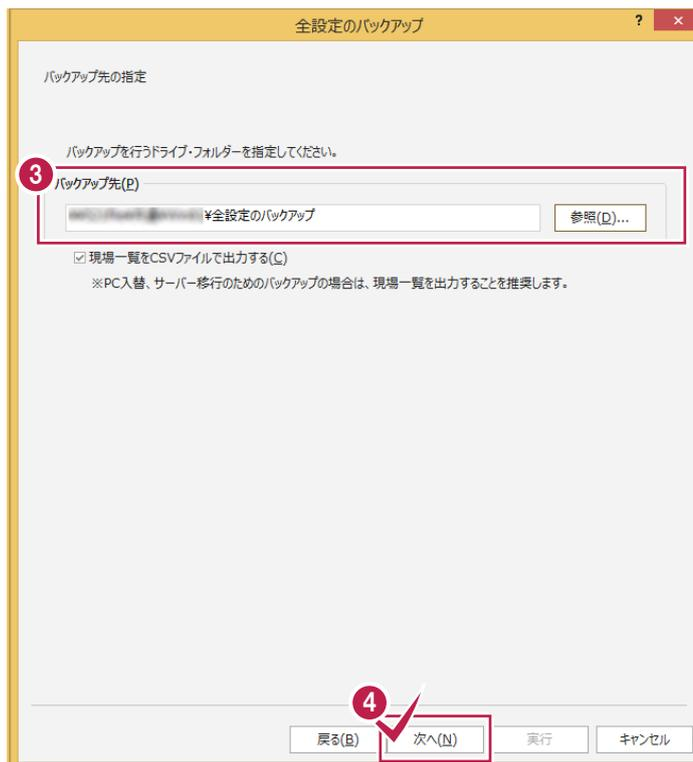 全設定のバックアップ
? ×
バックアップ先の指定
バックアップを行うドライブ・フォルダーを指定してください。
3
バックアップ先(P)
¥全設定のバックアップ
参照(D)...
現場一覧をCSVファイルで出力する(C)
※PC入替、サーバー移行のためのバックアップの場合は、現場一覧を出力することを推奨します。
4
戻る(B)
次へ(N)
実行
キャンセル